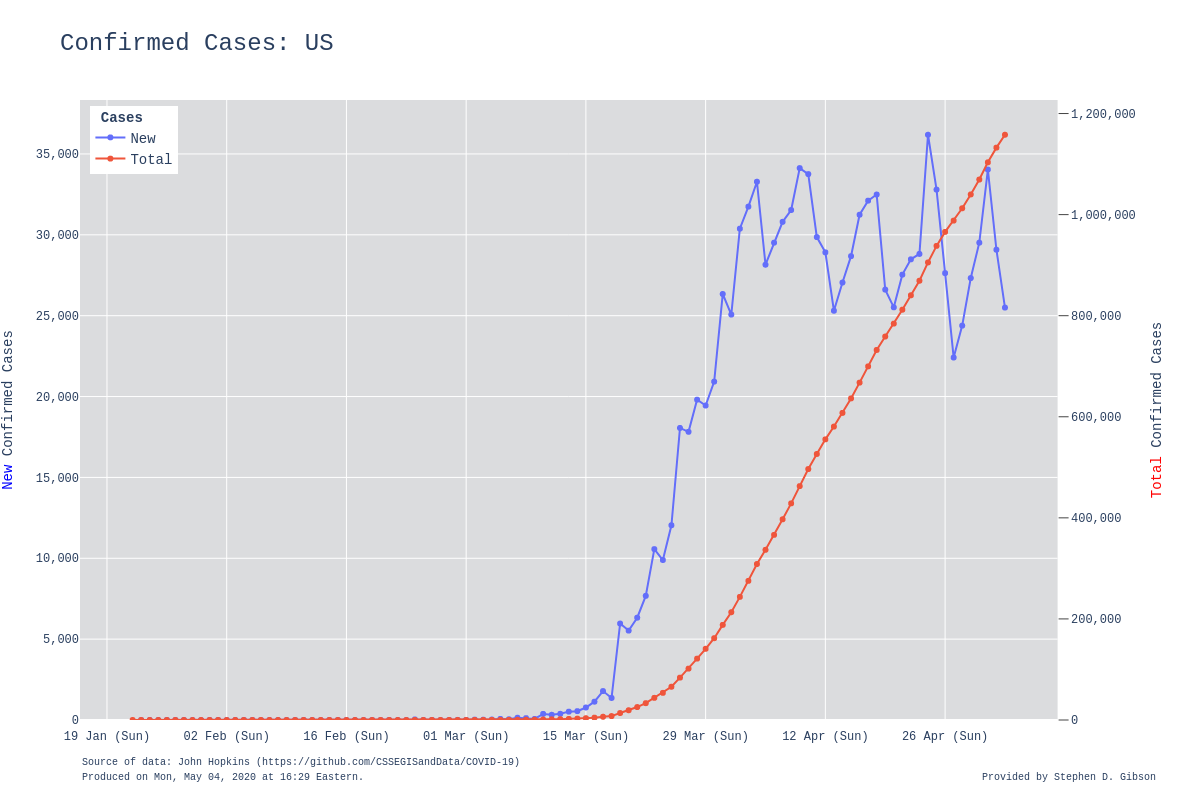 Confirmed Cases: US
Cases
New
Total
35,000
30,000
25,000
20,000
15,000
10,000
5,000
0
1,200,000
1,000,000
800,000
600,000
400,000
200,000
0
New Confirmed Cases
Total Confirmed Cases
19 Jan (Sun) 02 Feb (Sun) 16 Feb (Sun) 01 Mar (Sun) 15 Mar (Sun) 29 Mar (Sun) 12 Apr (Sun) 26 Apr (Sun)
Source of data: John Hopkins (https://github.com/CSSEGISandData/COVID-19)
Produced on Mon, May 04, 2020 at 16:29 Eastern.
Provided by Stephen D. Gibson